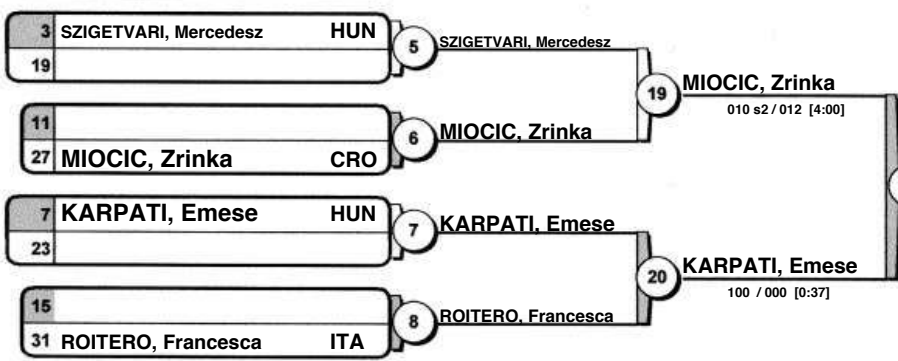 3 SZIGETVARI, Mercedesz HUN
19
5
SZIGETVARI, Mercedesz
11
27 MIOCIC, Zrinka CRO
6
MIOCIC, Zrinka
19
MIOCIC, Zrinka
010 s2 / 012 [4:00]
7 KARPATI, Emese HUN
23
7
KARPATI, Emese
15
31 ROITERO, Francesca ITA
8
ROITERO, Francesca
20
KARPATI, Emese
100 / 000 [0:37]